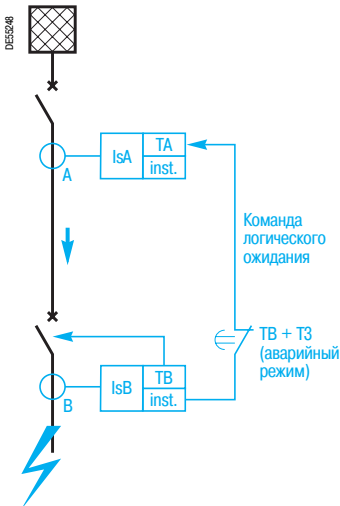 DE55248
IsA
TA
inst.
A
Команда
логического
ожидания
TB + T3
(аварийный
режим)
IsB
TB
inst.
B